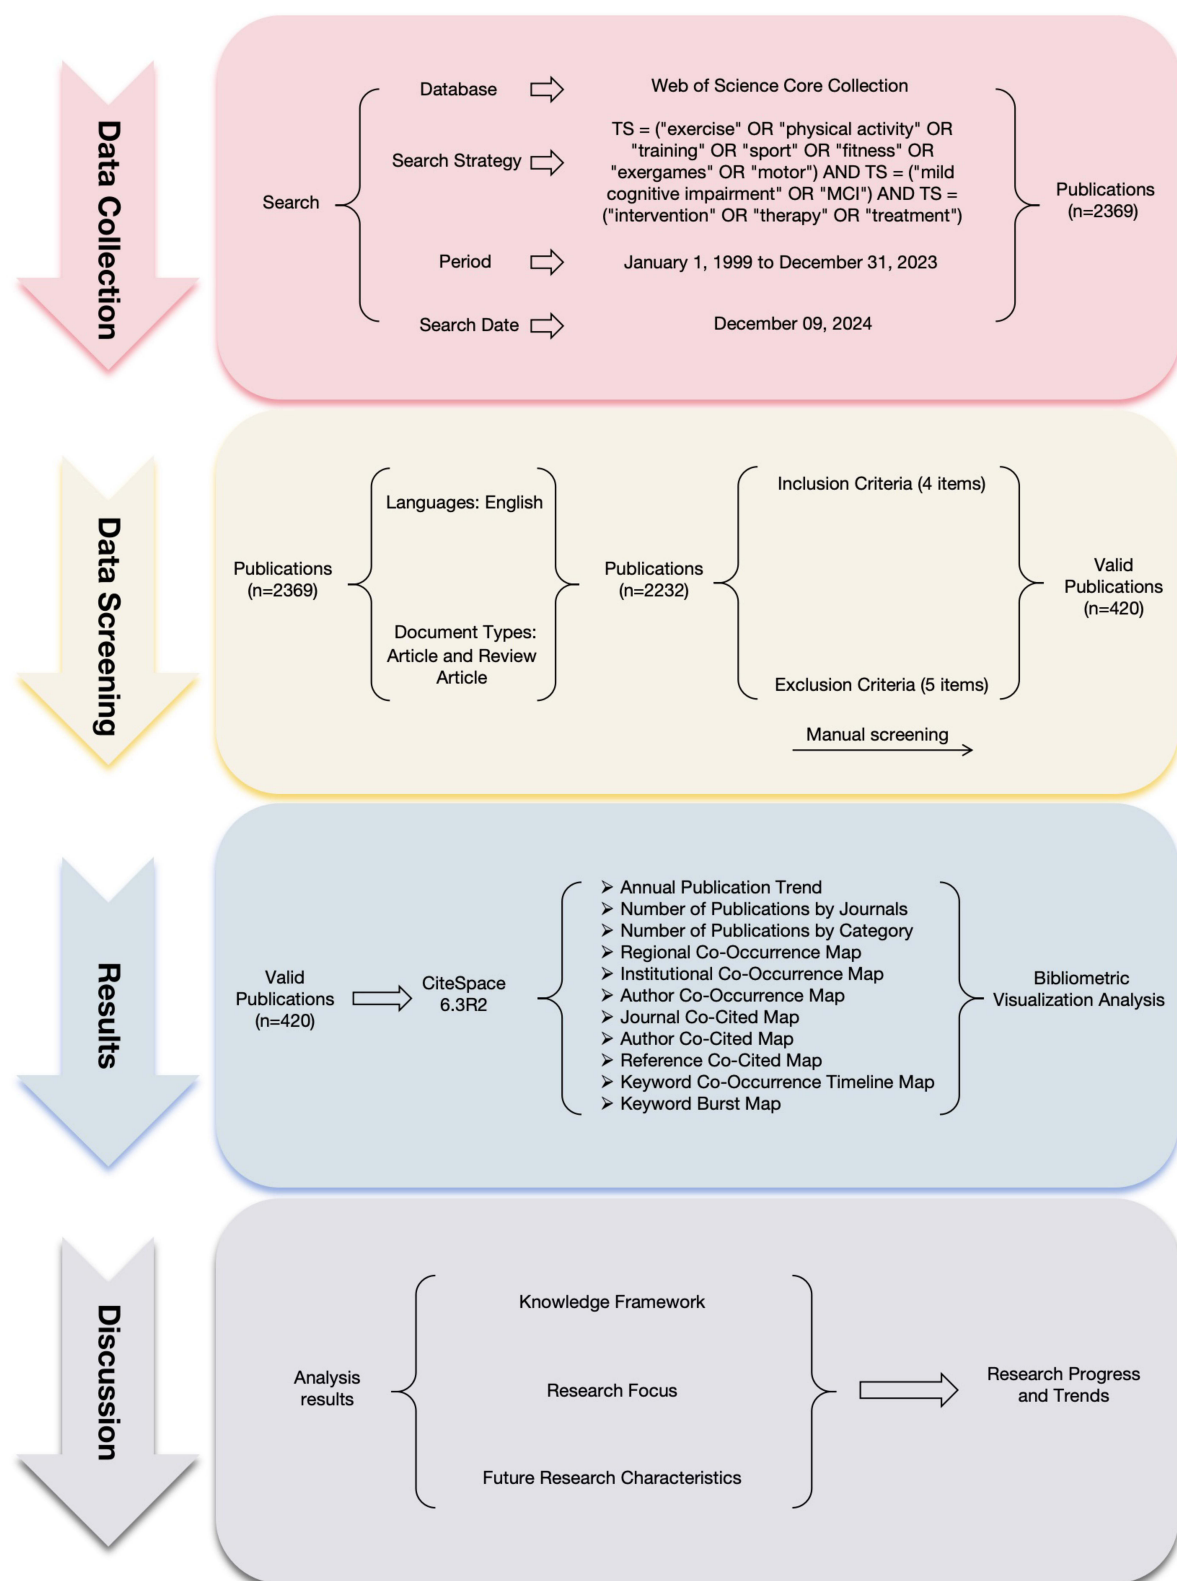 Data Collection
Search
Database
Web of Science Core Collection
Search Strategy
TS = ("exercise" OR "physical activity" OR
"training" OR "sport" OR "fitness" OR
"exergames" OR "motor") AND TS = ("mild
cognitive impairment" OR "MCI") AND TS =
("intervention" OR "therapy" OR "treatment")
Period
January 1, 1999 to December 31, 2023
Search Date
December 09, 2024
Publications
(n=2369)
Data Screening
Publications
(n=2369)
Languages: English
Document Types:
Article and Review
Article
Publications
(n=2232)
Inclusion Criteria (4 items)
Exclusion Criteria (5 items)
Manual screening
Valid
Publications
(n=420)
Results
Valid
Publications
(n=420)
CiteSpace
6.3R2
➢ Annual Publication Trend
➢ Number of Publications by Journals
➢ Number of Publications by Category
➢ Regional Co-Occurrence Map
➢ Institutional Co-Occurrence Map
➢ Author Co-Occurrence Map
➢ Journal Co-Cited Map
➢ Author Co-Cited Map
➢ Reference Co-Cited Map
➢ Keyword Co-Occurrence Timeline Map
➢ Keyword Burst Map
Bibliometric
Visualization Analysis
Discussion
Analysis
results
Knowledge Framework
Research Focus
Future Research Characteristics
Research Progress
and Trends